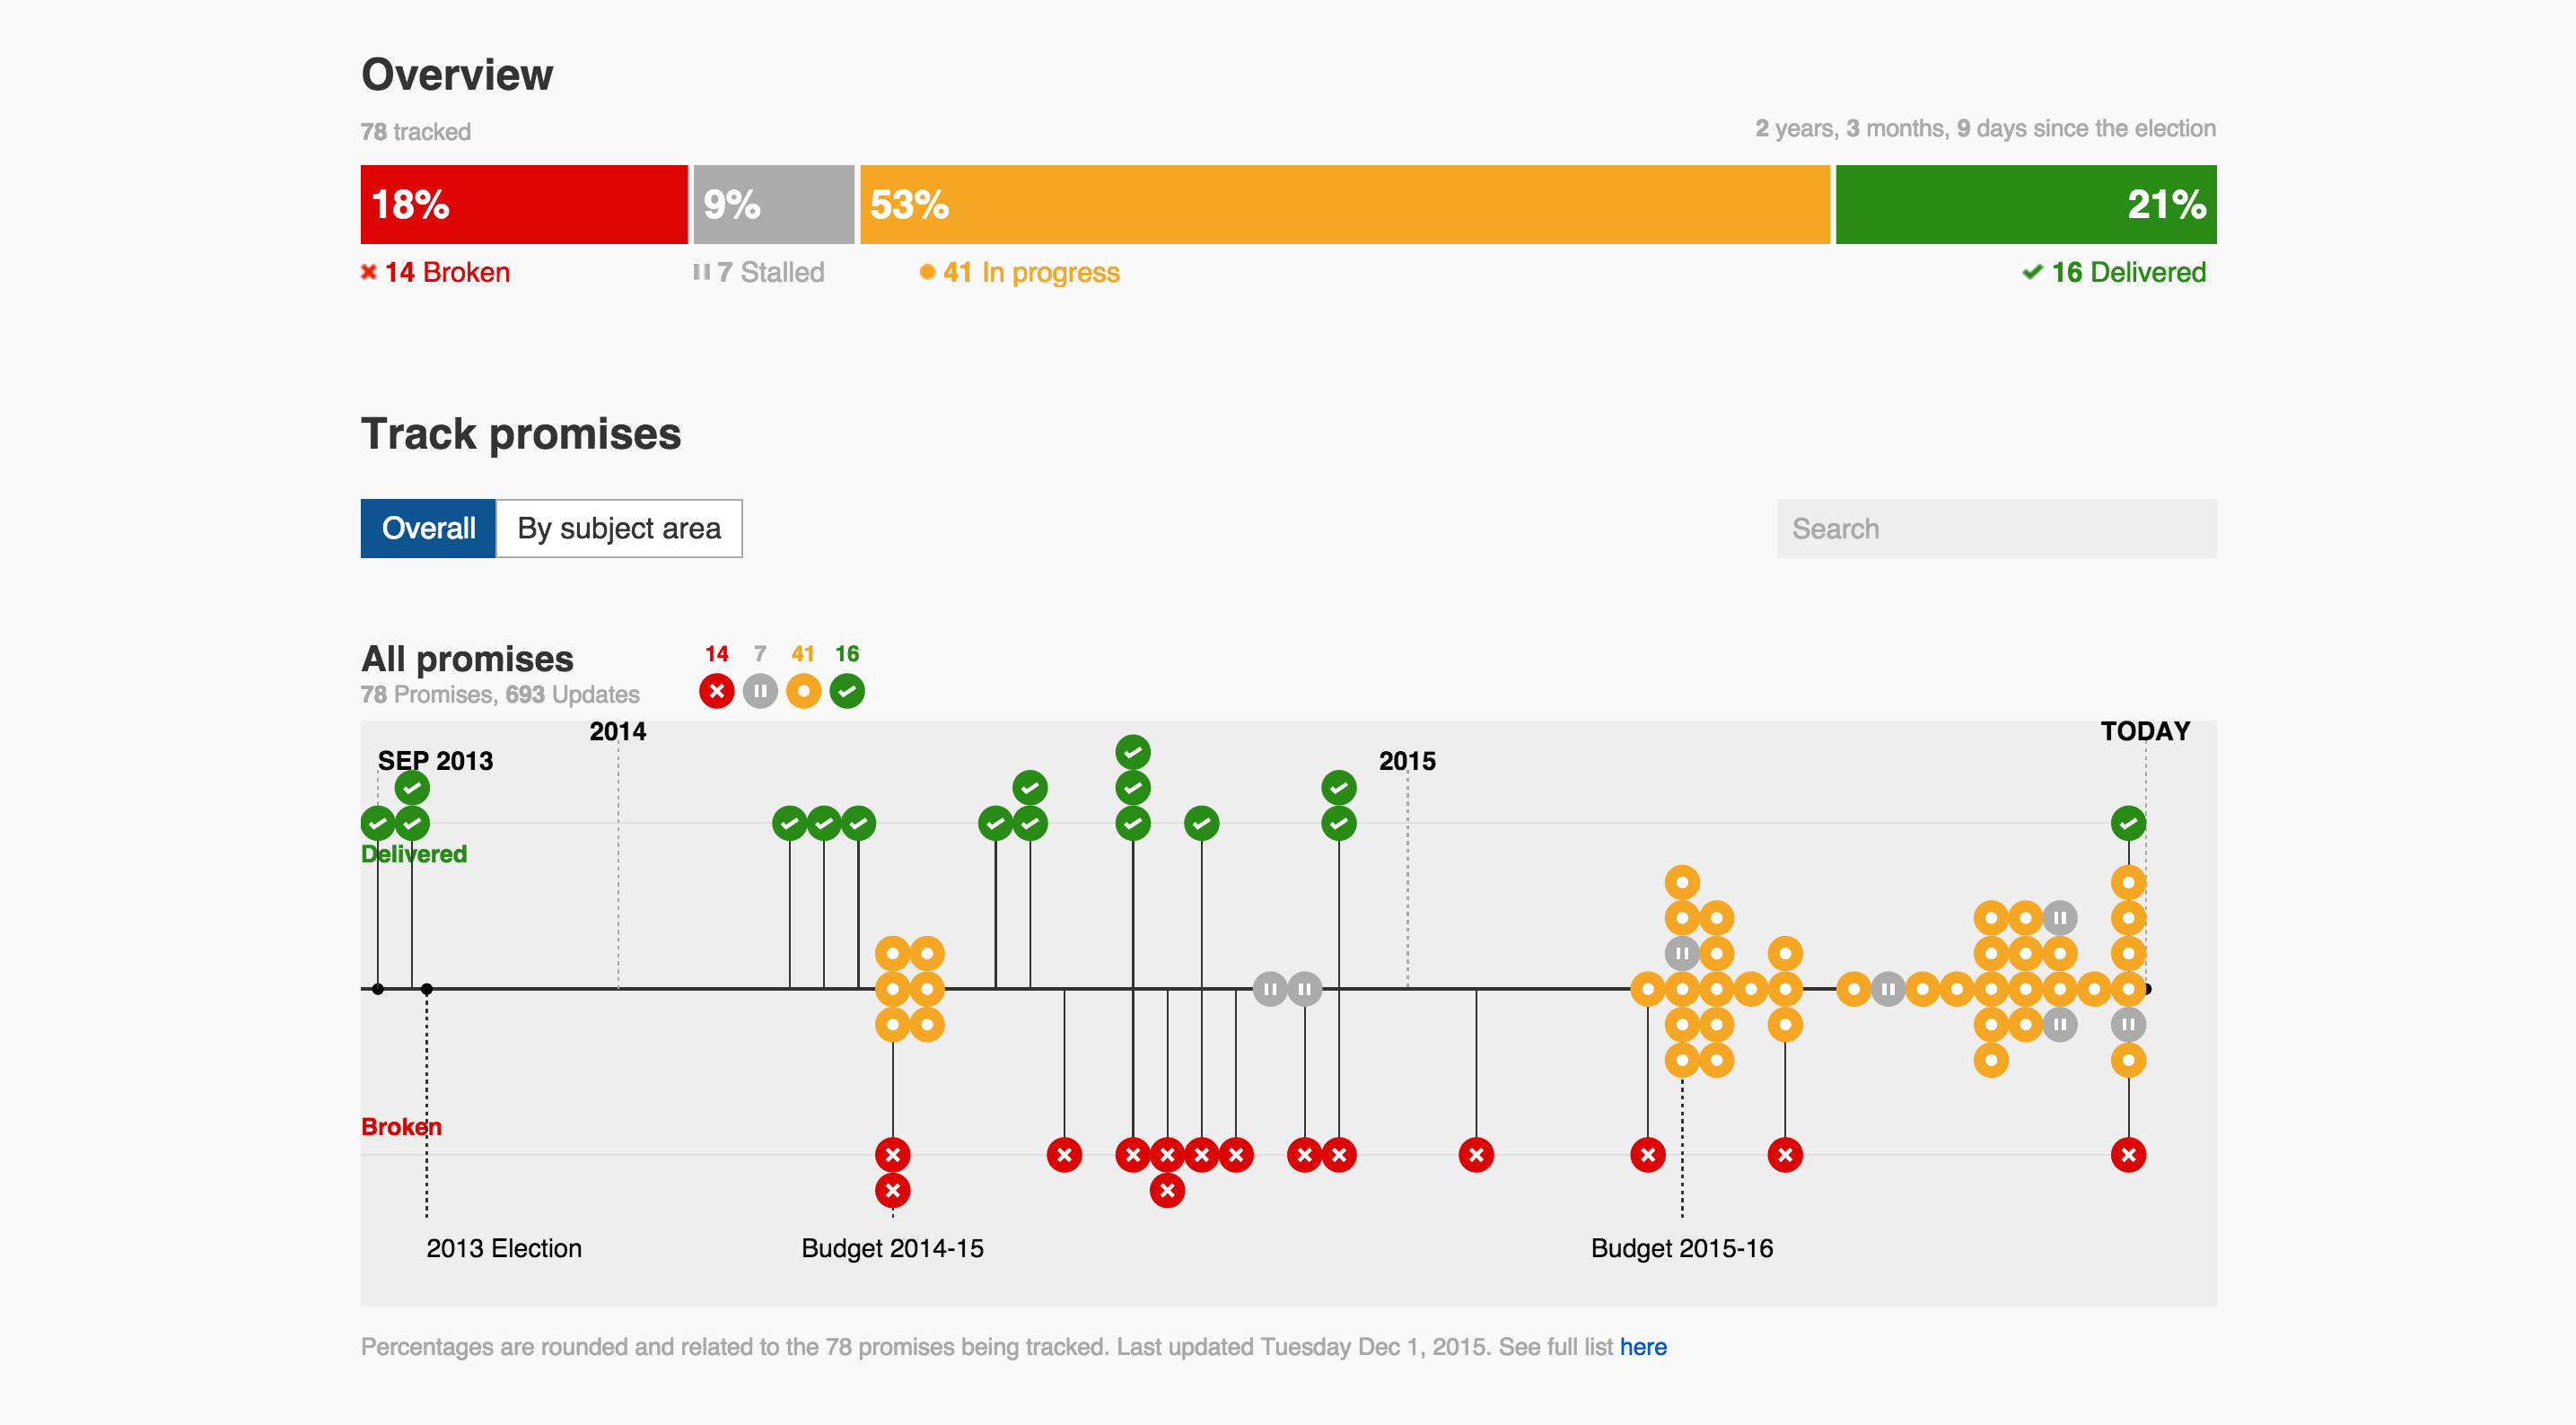 Overview
78 tracked
2 years, 3 months, 9 days since the election
18%
9%
53%
21%
14 Broken
7 Stalled
41 In progress
16 Delivered
Track promises
Overall
By subject area
Search
All promises
14 7 41 16
78 Promises, 693 Updates
2014
TODAY
SEP 2013
2015
Delivered
Broken
2013 Election
Budget 2014-15
Budget 2015-16
Percentages are rounded and related to the 78 promises being tracked. Last updated Tuesday Dec 1, 2015. See full list here